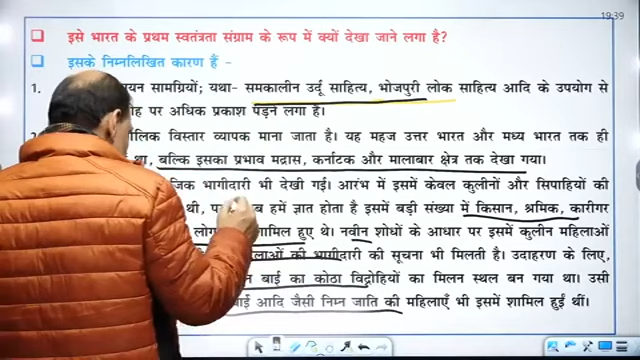 19:39
इसे भारत के प्रथम स्वतंत्रता संग्राम के रूप में क्यों देखा जाने लगा है?
इसके निम्नलिखित कारण हैं -
1. यन सामग्रियों; यथा- समकालीन उर्दू साहित्य, भोजपुरी लोक साहित्य आदि के उपयोग से
ह पर अधिक प्रकाश पड़ने लगा है।
लिक विस्तार व्यापक माना जाता है। यह महज उत्तर भारत और मध्य भारत तक ही
था, बल्कि इसका प्रभाव मद्रास, कर्नाटक और मालाबार क्षेत्र तक देखा गया।
जिक भागीदारी भी देखी गई। आरंभ में इसमें केवल कुलीनों और सिपाहियों की
थी, हमें ज्ञात होता है इसमें बड़ी संख्या में किसान, श्रमिक, कारीगर
लोग शामिल हुए थे। नवीन शोधों के आधार पर इसमें कुलीन महिलाओं
लाओं की भागीदारी की सूचना भी मिलती है। उदाहरण के लिए,
न बाई का कोठा विद्रोहियों का मिलन स्थल बन गया था। उसी
बाई आदि जैसी निम्न जाति की महिलाएँ भी इसमें शामिल हुईं थीं।